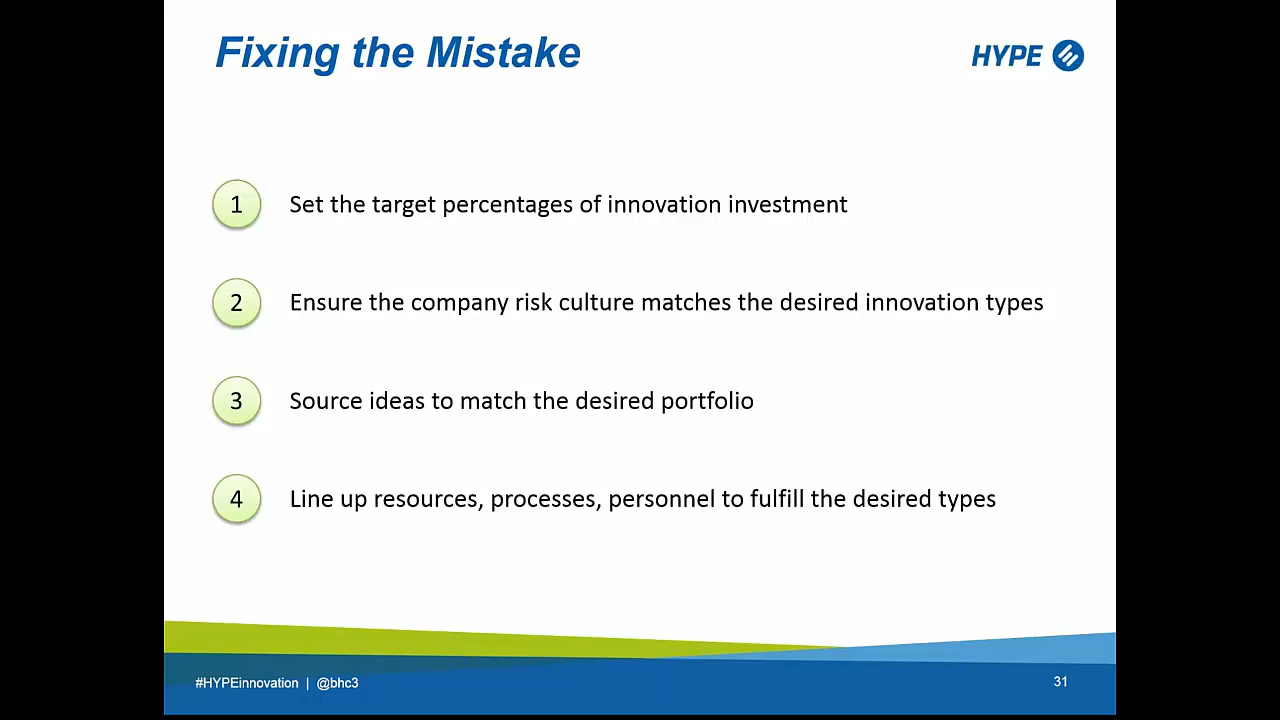 Fixing the Mistake
HYPE
1 Set the target percentages of innovation investment
2 Ensure the company risk culture matches the desired innovation types
3 Source ideas to match the desired portfolio
4 Line up resources, processes, personnel to fulfill the desired types
#HYPEinnovation | @bhc3
31